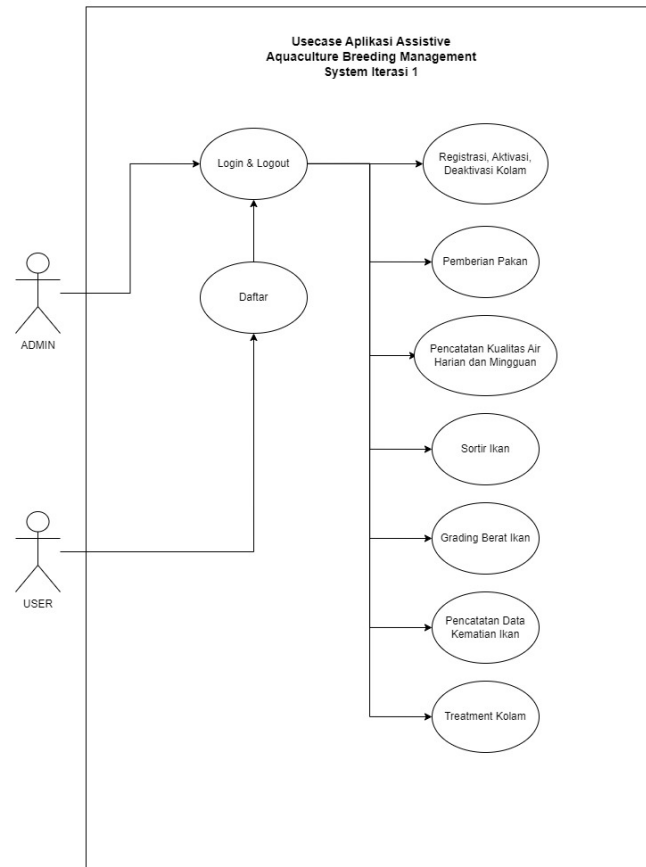 Usecase Aplikasi Assistive
Aquaculture Breeding Management
System Iterasi 1
Login & Logout
Registrasi, Aktivasi,
Deaktivasi Kolam
Pemberian Pakan
Daftar
ADMIN
Pencatatan Kualitas Air
Harian dan Mingguan
Sortir Ikan
Grading Berat Ikan
USER
Pencatatan Data
Kematian Ikan
Treatment Kolam